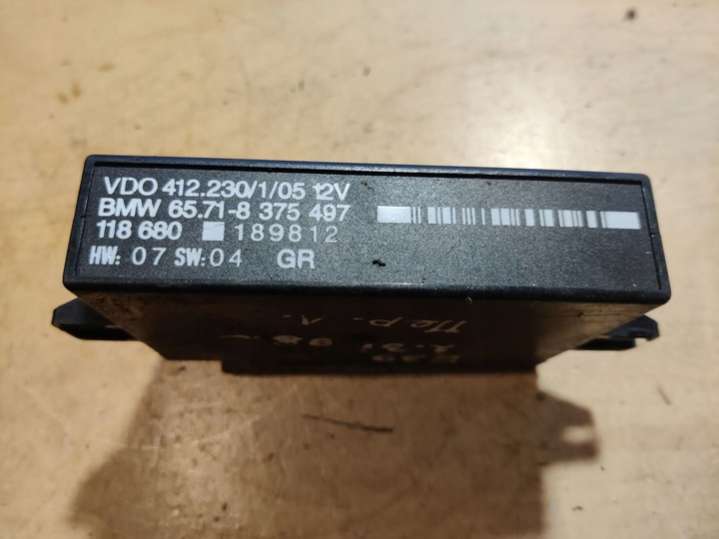 VDO 412.230/1/05 12V
BMW 65.71-8 375 497
118 680 189812
HW: 07 SW: 04 GR
Пер. л.